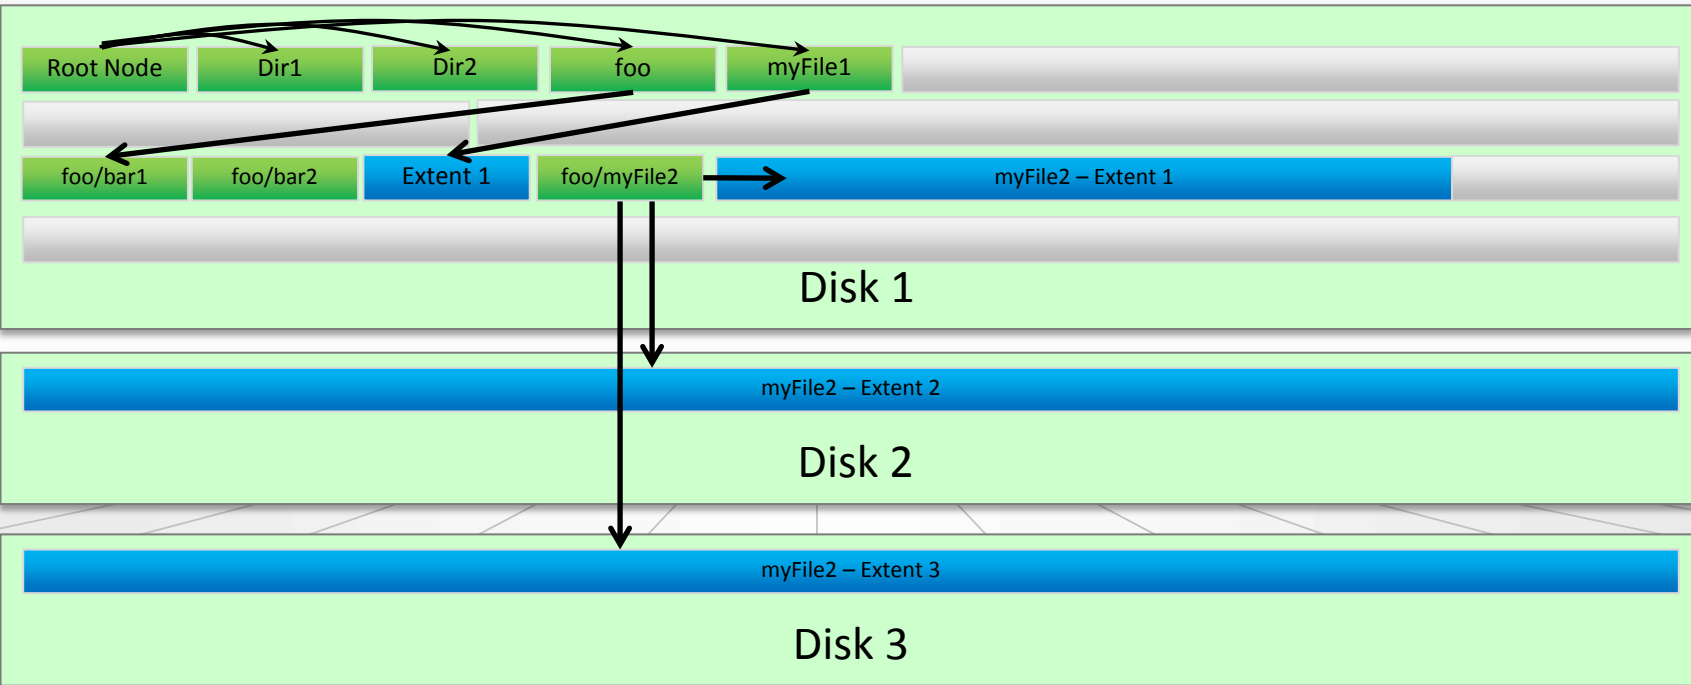 Root Node
Dir1
Dir2
foo
myFile1
foo/bar1
foo/bar2
Extent 1
foo/myFile2
myFile2 – Extent 1
Disk 1
myFile2 – Extent 2
Disk 2
myFile2 – Extent 3
Disk 3